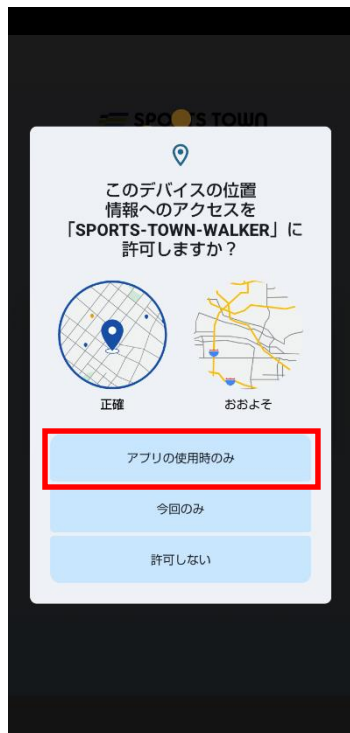 SPORTS TOWN
このデバイスの位置
情報へのアクセスを
「SPORTS-TOWN-WALKER」に
許可しますか？
正確
おおよそ
アプリの使用時のみ
今回のみ
許可しない